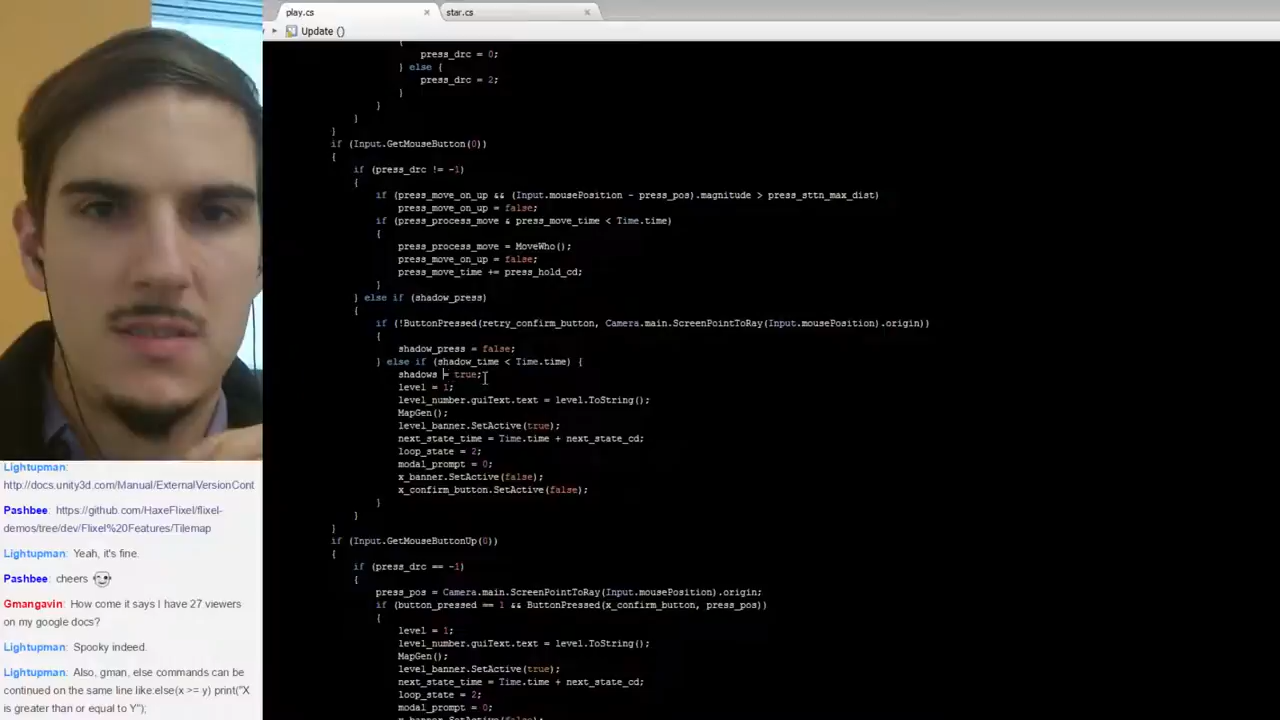 play.cs
star.cs
Update ()
{
press_drc = 0;
} else {
press_drc = 2;
}
}
}
}
if (Input.GetMouseButton(0))
{
if (press_drc != -1)
{
if (press_move_on_up && (Input.mousePosition - press_pos).magnitude > press_sttn_max_dist)
press_move_on_up = false;
if (press_process_move & press_move_time < Time.time)
{
press_process_move = MoveWho();
press_move_on_up = false;
press_move_time += press_hold_cd;
}
} else if (shadow_press)
{
if (!ButtonPressed(retry_confirm_button, Camera.main.ScreenPointToRay(Input.mousePosition).origin))
{
shadow_press = false;
} else if (shadow_time < Time.time) {
shadows = true;
level = 1;
level_number.guiText.text = level.ToString();
MapGen();
level_banner.SetActive(true);
next_state_time = Time.time + next_state_cd;
loop_state = 2;
modal_prompt = 0;
x_banner.SetActive(false);
x_confirm_button.SetActive(false);
}
}
}
if (Input.GetMouseButtonUp(0))
{
if (press_drc == -1)
{
press_pos = Camera.main.ScreenPointToRay(Input.mousePosition).origin;
if (button_pressed == 1 && ButtonPressed(x_confirm_button, press_pos))
{
level = 1;
level_number.guiText.text = level.ToString();
MapGen();
level_banner.SetActive(true);
next_state_time = Time.time + next_state_cd;
loop_state = 2;
modal_prompt = 0;
Lightupman:
http://docs.unity3d.com/Manual/ExternalVersionCont
Pashbee: https://github.com/HaxeFlixel/flixel-
demos/tree/dev/Flixel%20Features/Tilemap
Lightupman: Yeah, it's fine.
Pashbee: cheers
Gmangavin: How come it says I have 27 viewers
on my google docs?
Lightupman: Spooky indeed.
Lightupman: Also, gman, else commands can be
continued on the same line like:else(x >= y) print("X
is greater than or equal to Y");